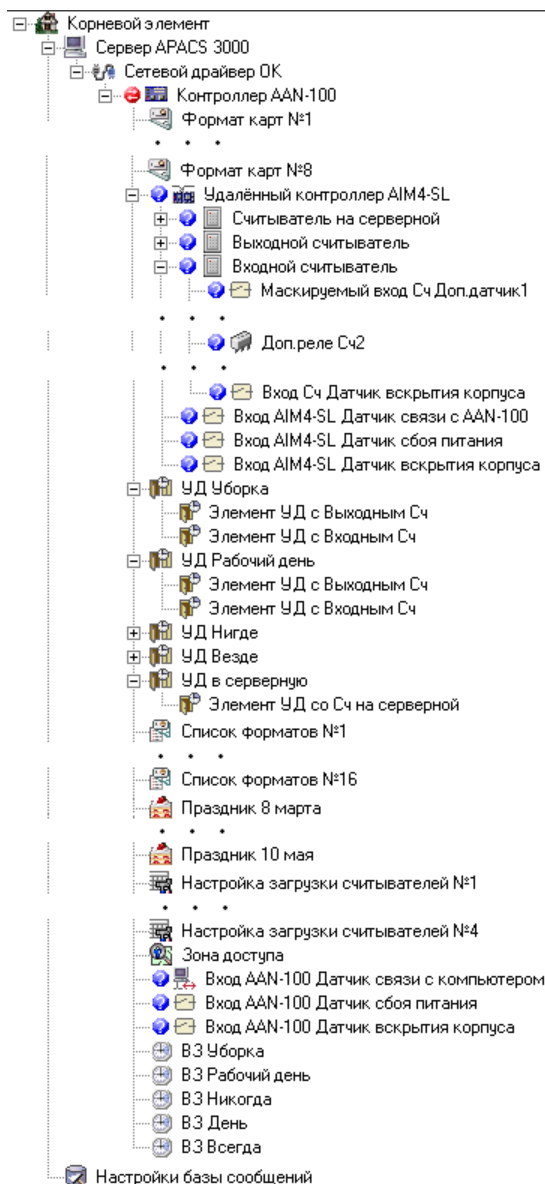 Корневой элемент
Сервер APACS 3000
Сетевой драйвер ОК
Контроллер AAN-100
Формат карт №1
. . .
Формат карт №8
Удалённый контроллер AIM4-SL
Считыватель на серверной
Выходной считыватель
Входной считыватель
Маскируемый вход Сч Доп.датчик1
. . .
Доп.реле Сч2
. . .
Вход Сч Датчик вскрытия корпуса
Вход AIM4-SL Датчик связи с AAN-100
Вход AIM4-SL Датчик сбоя питания
Вход AIM4-SL Датчик вскрытия корпуса
УД Уборка
Элемент УД с Выходным Сч
Элемент УД с Входным Сч
УД Рабочий день
Элемент УД с Выходным Сч
Элемент УД с Входным Сч
УД Нигде
УД Везде
УД в серверную
Элемент УД со Сч на серверной
Список форматов №1
. . .
Список форматов №16
Праздник 8 марта
. . .
Праздник 10 мая
Настройка загрузки считывателей №1
. . .
Настройка загрузки считывателей №4
Зона доступа
Вход AAN-100 Датчик связи с компьютером
Вход AAN-100 Датчик сбоя питания
Вход AAN-100 Датчик вскрытия корпуса
ВЗ Уборка
ВЗ Рабочий день
ВЗ Никогда
ВЗ День
ВЗ Всегда
Настройки базы сообщений